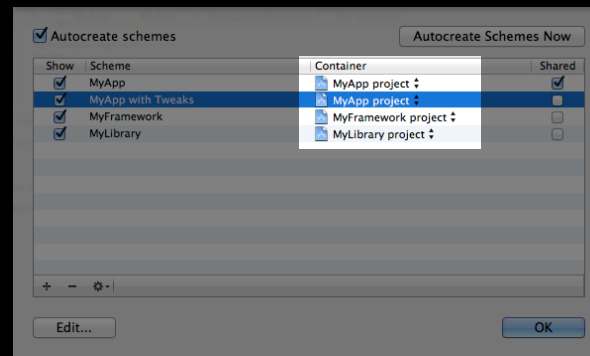 Autocreate schemes Autocreate Schemes Now
Show Scheme Container Shared
MyApp MyApp project
MyApp with Tweaks MyApp project
MyFramework MyFramework project
MyLibrary MyLibrary project
+ −
Edit... OK